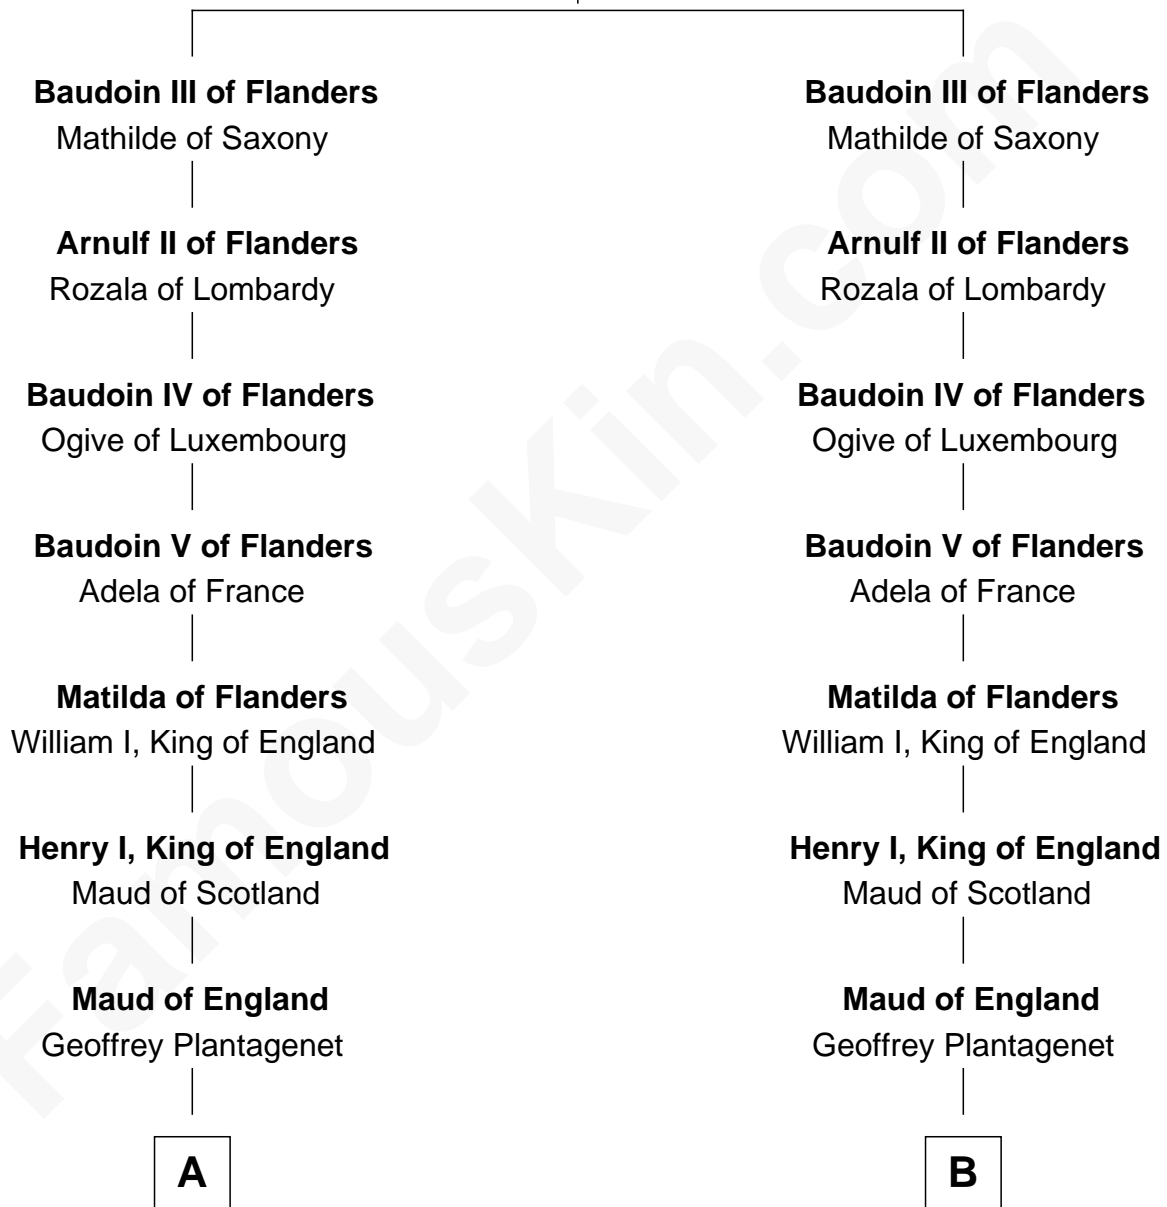 Baudoin III of Flanders
Mathilde of Saxony
Arnulf II of Flanders
Rozala of Lombardy
Baudoin IV of Flanders
Ogive of Luxembourg
Baudoin V of Flanders
Adela of France
Matilda of Flanders
William I, King of England
Henry I, King of England
Maud of Scotland
Maud of England
Geoffrey Plantagenet
A
Baudoin III of Flanders
Mathilde of Saxony
Arnulf II of Flanders
Rozala of Lombardy
Baudoin IV of Flanders
Ogive of Luxembourg
Baudoin V of Flanders
Adela of France
Matilda of Flanders
William I, King of England
Henry I, King of England
Maud of Scotland
Maud of England
Geoffrey Plantagenet
B
FamousKin.com